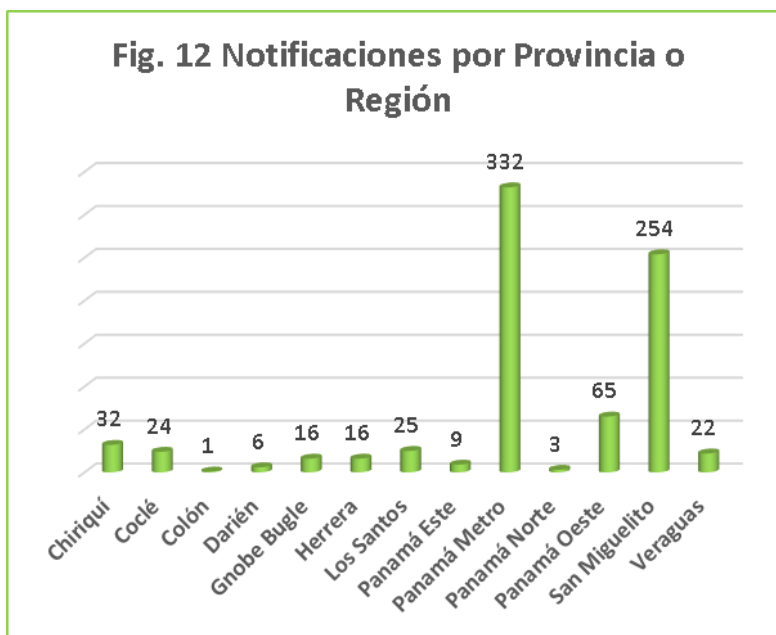 Fig. 12 Notificaciones por Provincia o
Región
332
254
65
32
24
1
6
16
16
25
9
3
22
Chiriquí
Coclé
Colón
Darién
Gnobe Bugle
Herrera
Los Santos
Panamá Este
Panamá Metro
Panamá Norte
Panamá Oeste
San Miguelito
Veraguas